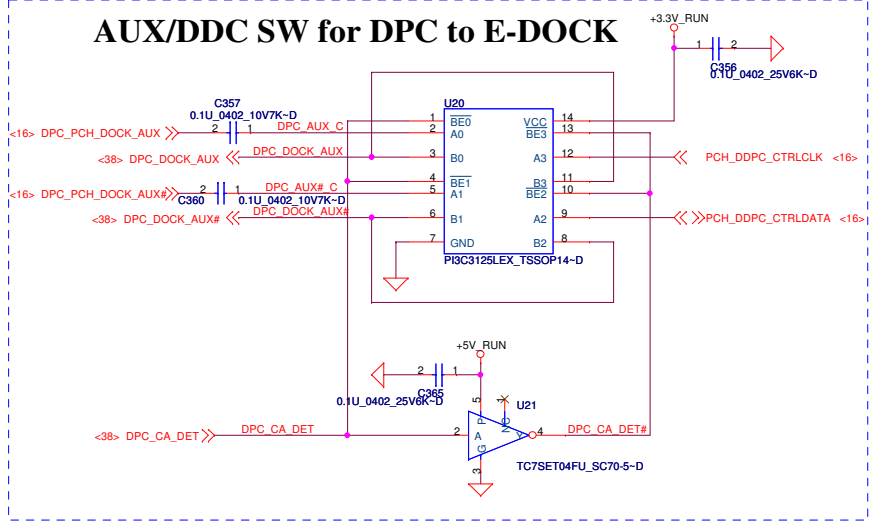 AUX/DDC SW for DPC to E-DOCK
+3.3V_RUN
1 2
C356
0.1U_0402_25V6K~D
C357
0.1U_0402_10V7K~D
U20
<16> DPC_PCH_DOCK_AUX
2 1
DPC_AUX_C
1 BE0
2 A0
VCC 14
BE3 13
<38> DPC_DOCK_AUX
DPC_DOCK_AUX
3 B0
A3 12
PCH_DDPC_CTRLCLK <16>
4 BE1
B3 11
<16> DPC_PCH_DOCK_AUX#
2 1
DPC_AUX#_C
5 A1
BE2 10
C360
0.1U_0402_10V7K~D
<38> DPC_DOCK_AUX#
DPC_DOCK_AUX#
6 B1
A2 9
PCH_DDPC_CTRLDATA <16>
7 GND
B2 8
PI3C3125LEX_TSSOP14~D
+5V_RUN
2 1
C365
0.1U_0402_25V6K~D
5
P
1
NC
U21
<38> DPC_CA_DET
DPC_CA_DET
2 A
Y 4
DPC_CA_DET#
G
3
TC7SET04FU_SC70-5~D